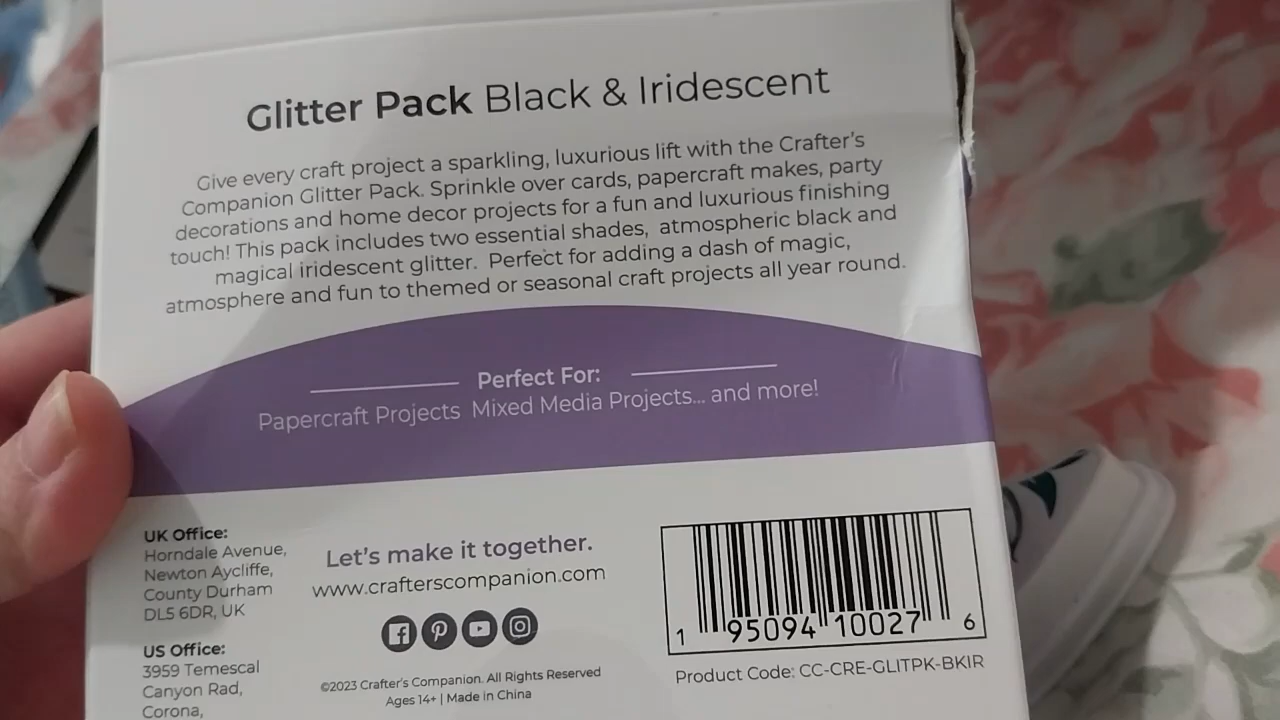 Glitter Pack Black & Iridescent
Give every craft project a sparkling, luxurious lift with the Crafter's
Companion Glitter Pack. Sprinkle over cards, papercraft makes, party
decorations and home decor projects for a fun and luxurious finishing
touch! This pack includes two essential shades, atmospheric black and
magical iridescent glitter. Perfect for adding a dash of magic,
atmosphere and fun to themed or seasonal craft projects all year round.
Perfect For:
Papercraft Projects Mixed Media Projects... and more!
UK Office:
Horndale Avenue,
Newton Aycliffe,
County Durham
DL5 6DR, UK
US Office:
3959 Temescal
Canyon Rad,
Corona,
Let's make it together.
www.crafterscompanion.com
©2023 Crafter's Companion. All Rights Reserved
Ages 14+ | Made in China
1 95094 10027 6
Product Code: CC-CRE-GLITPK-BKIR